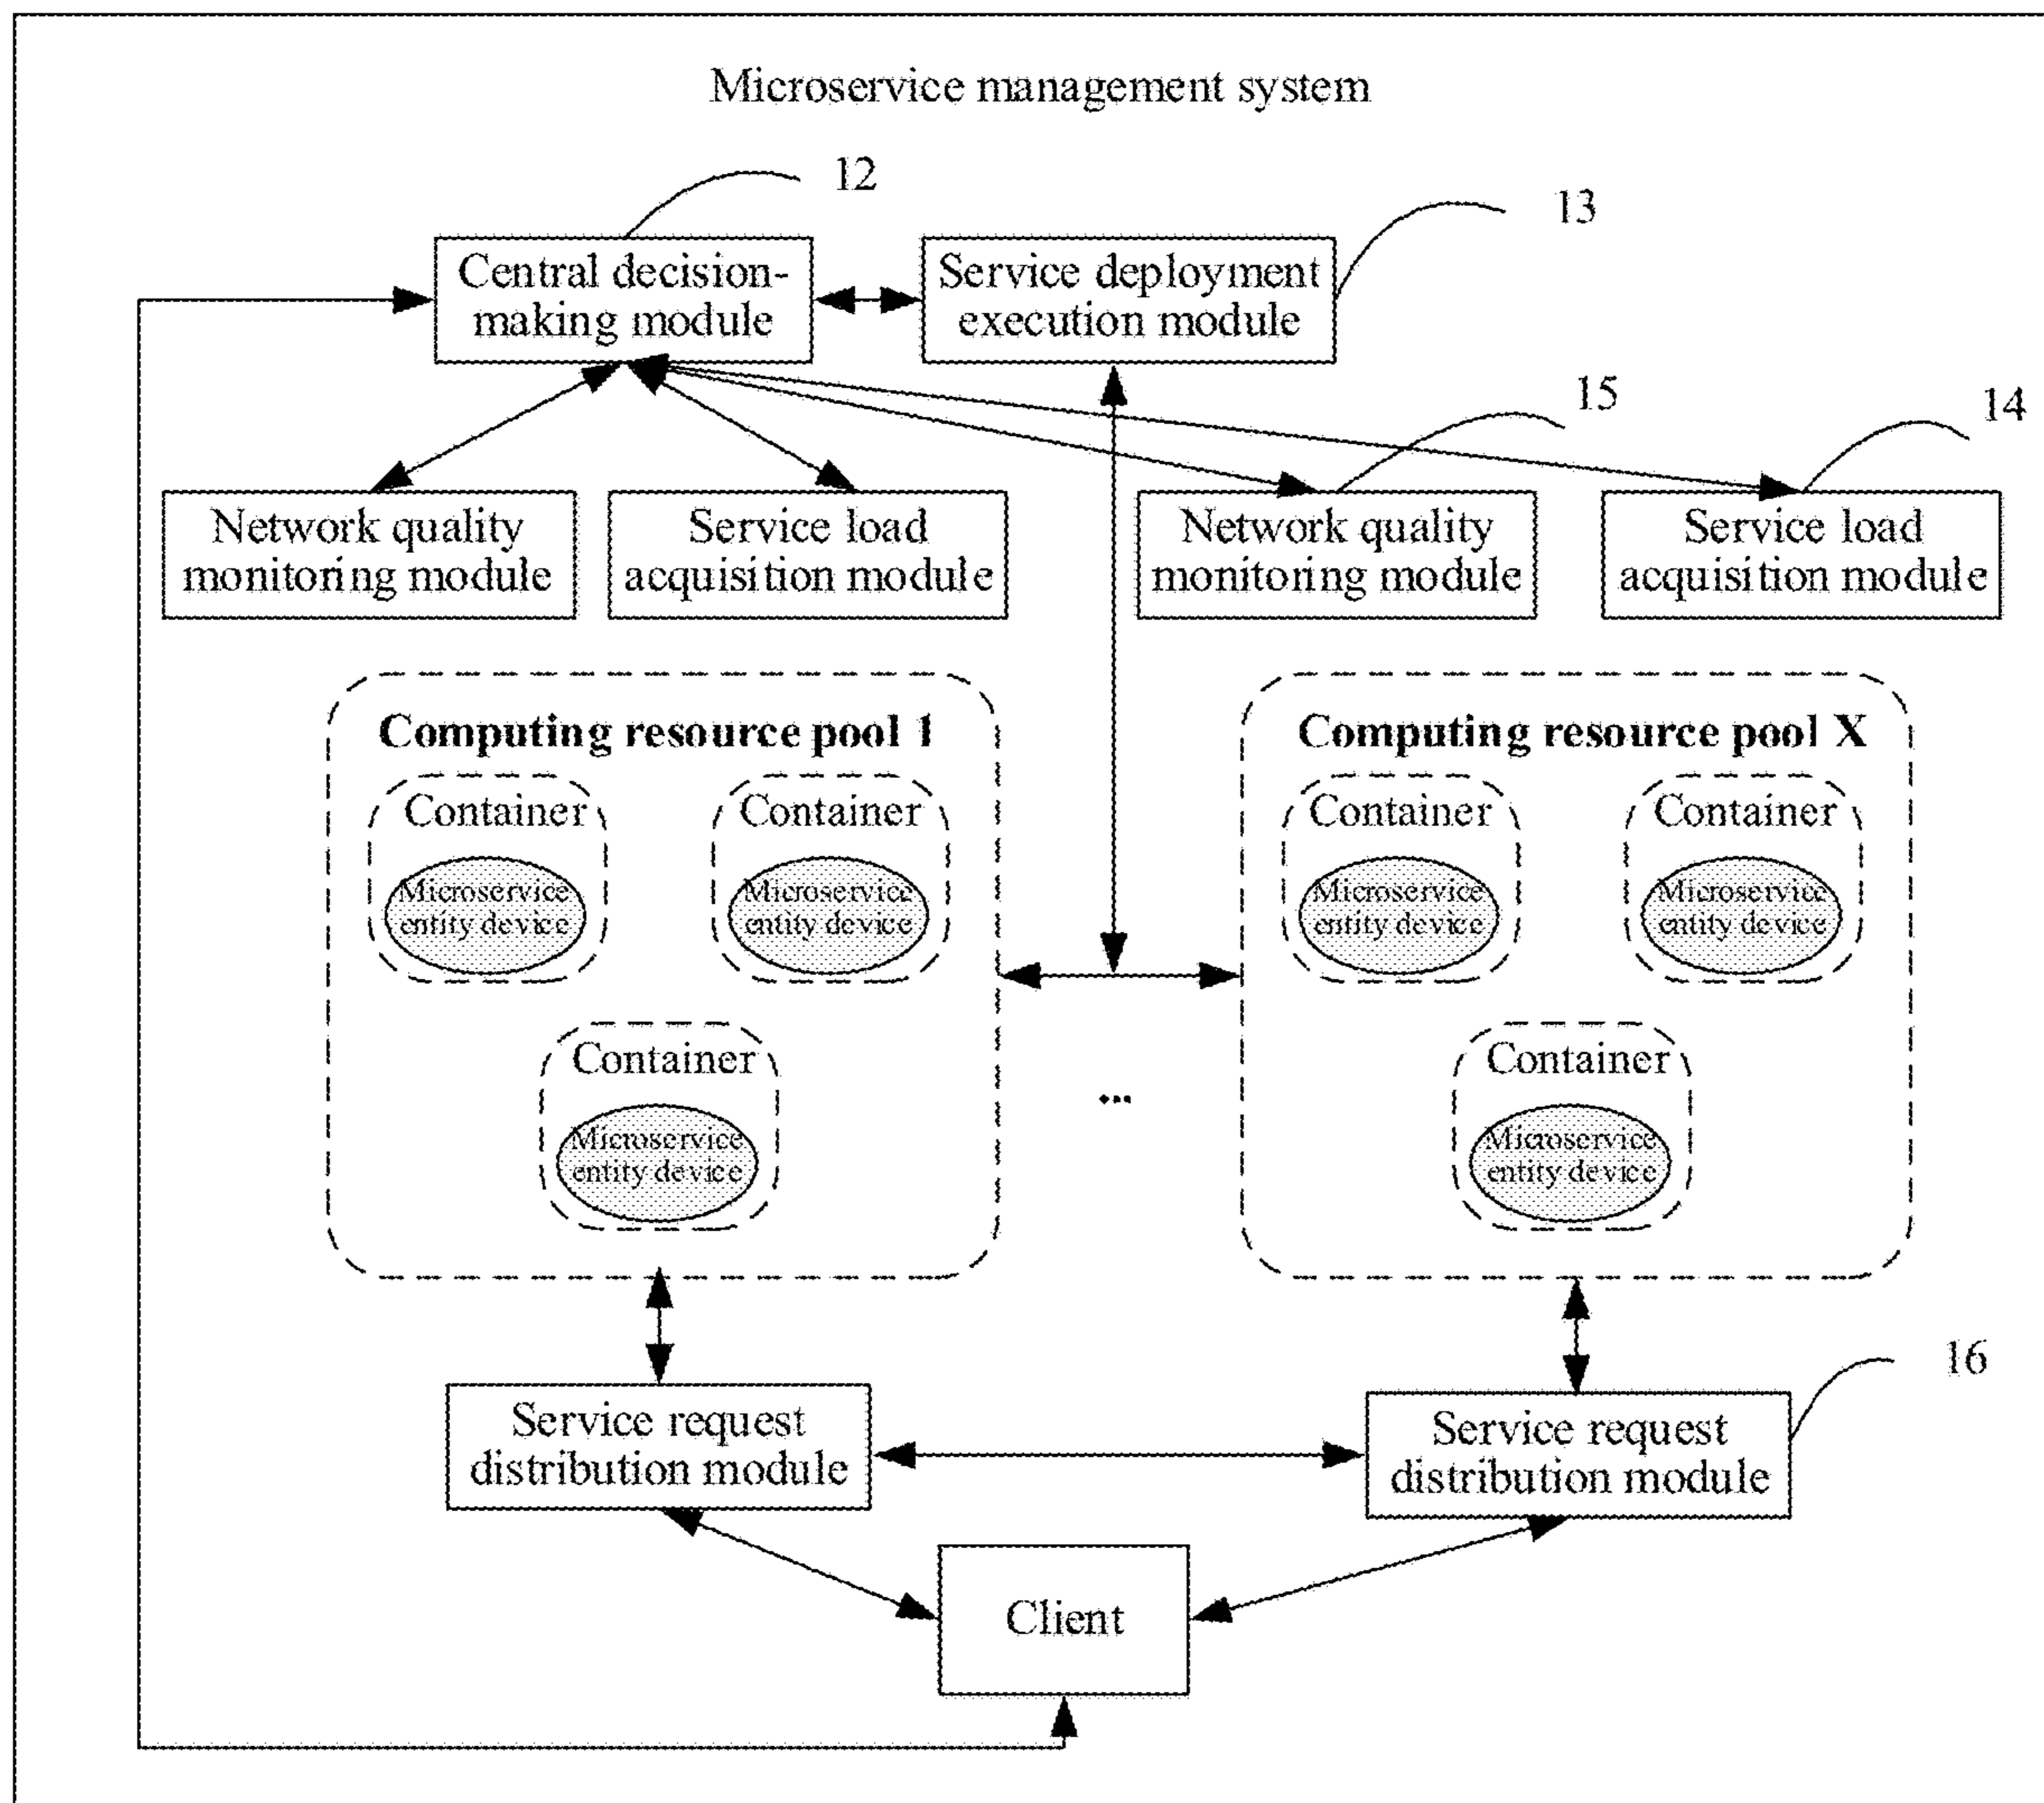 Microservice management system
12
13
Central decision-
making module
Service deployment
execution module
15
14
Network quality
monitoring module
Service load
acquisition module
Network quality
monitoring module
Service load
acquisition module
Computing resource pool 1
Container
Microservice
entity device
Container
Microservice
entity device
Container
Microservice
entity device
...
Computing resource pool X
Container
Microservice
entity device
Container
Microservice
entity device
Container
Microservice
entity device
16
Service request
distribution module
Service request
distribution module
Client